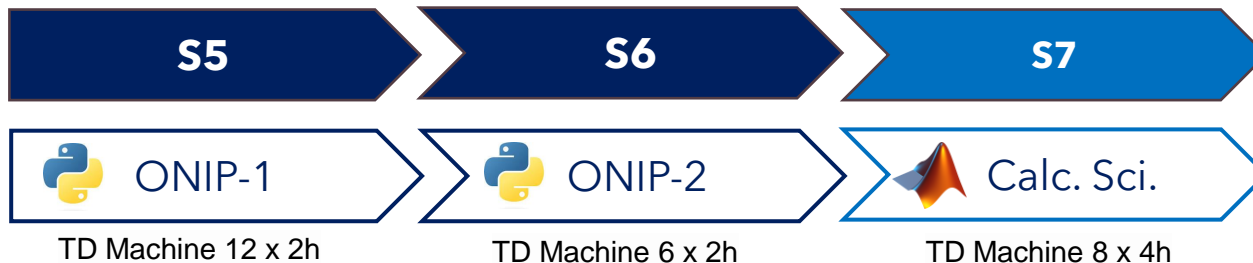 S5 S6 S7
ONIP-1 ONIP-2 Calc. Sci.
TD Machine 12 x 2h TD Machine 6 x 2h TD Machine 8 x 4h